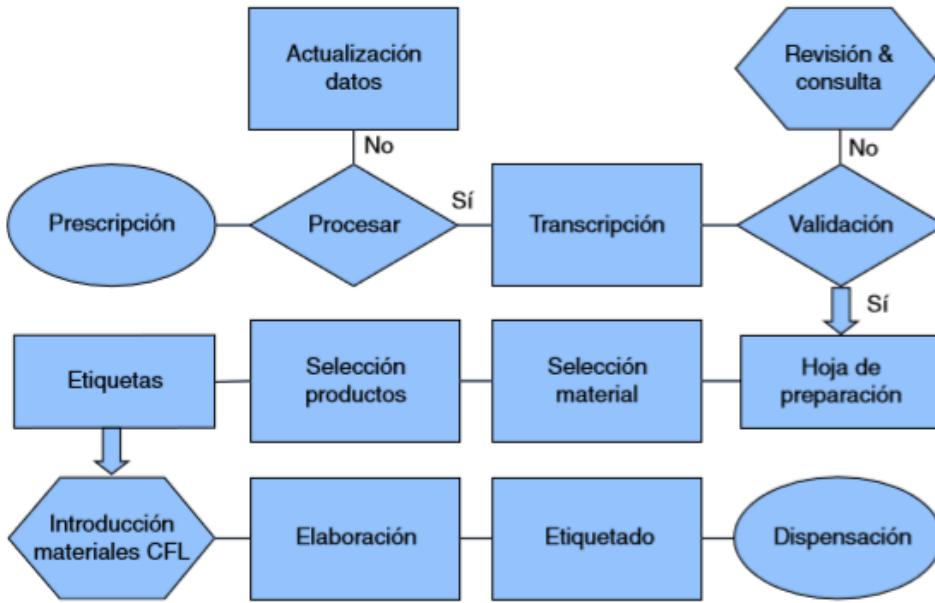 Actualización
datos
Revisión &
consulta
No
No
Prescripción
Procesar
Sí
Transcripción
Validación
Sí
Etiquetas
Selección
productos
Selección
material
Hoja de
preparación
Introducción
materiales CFL
Elaboración
Etiquetado
Dispensación